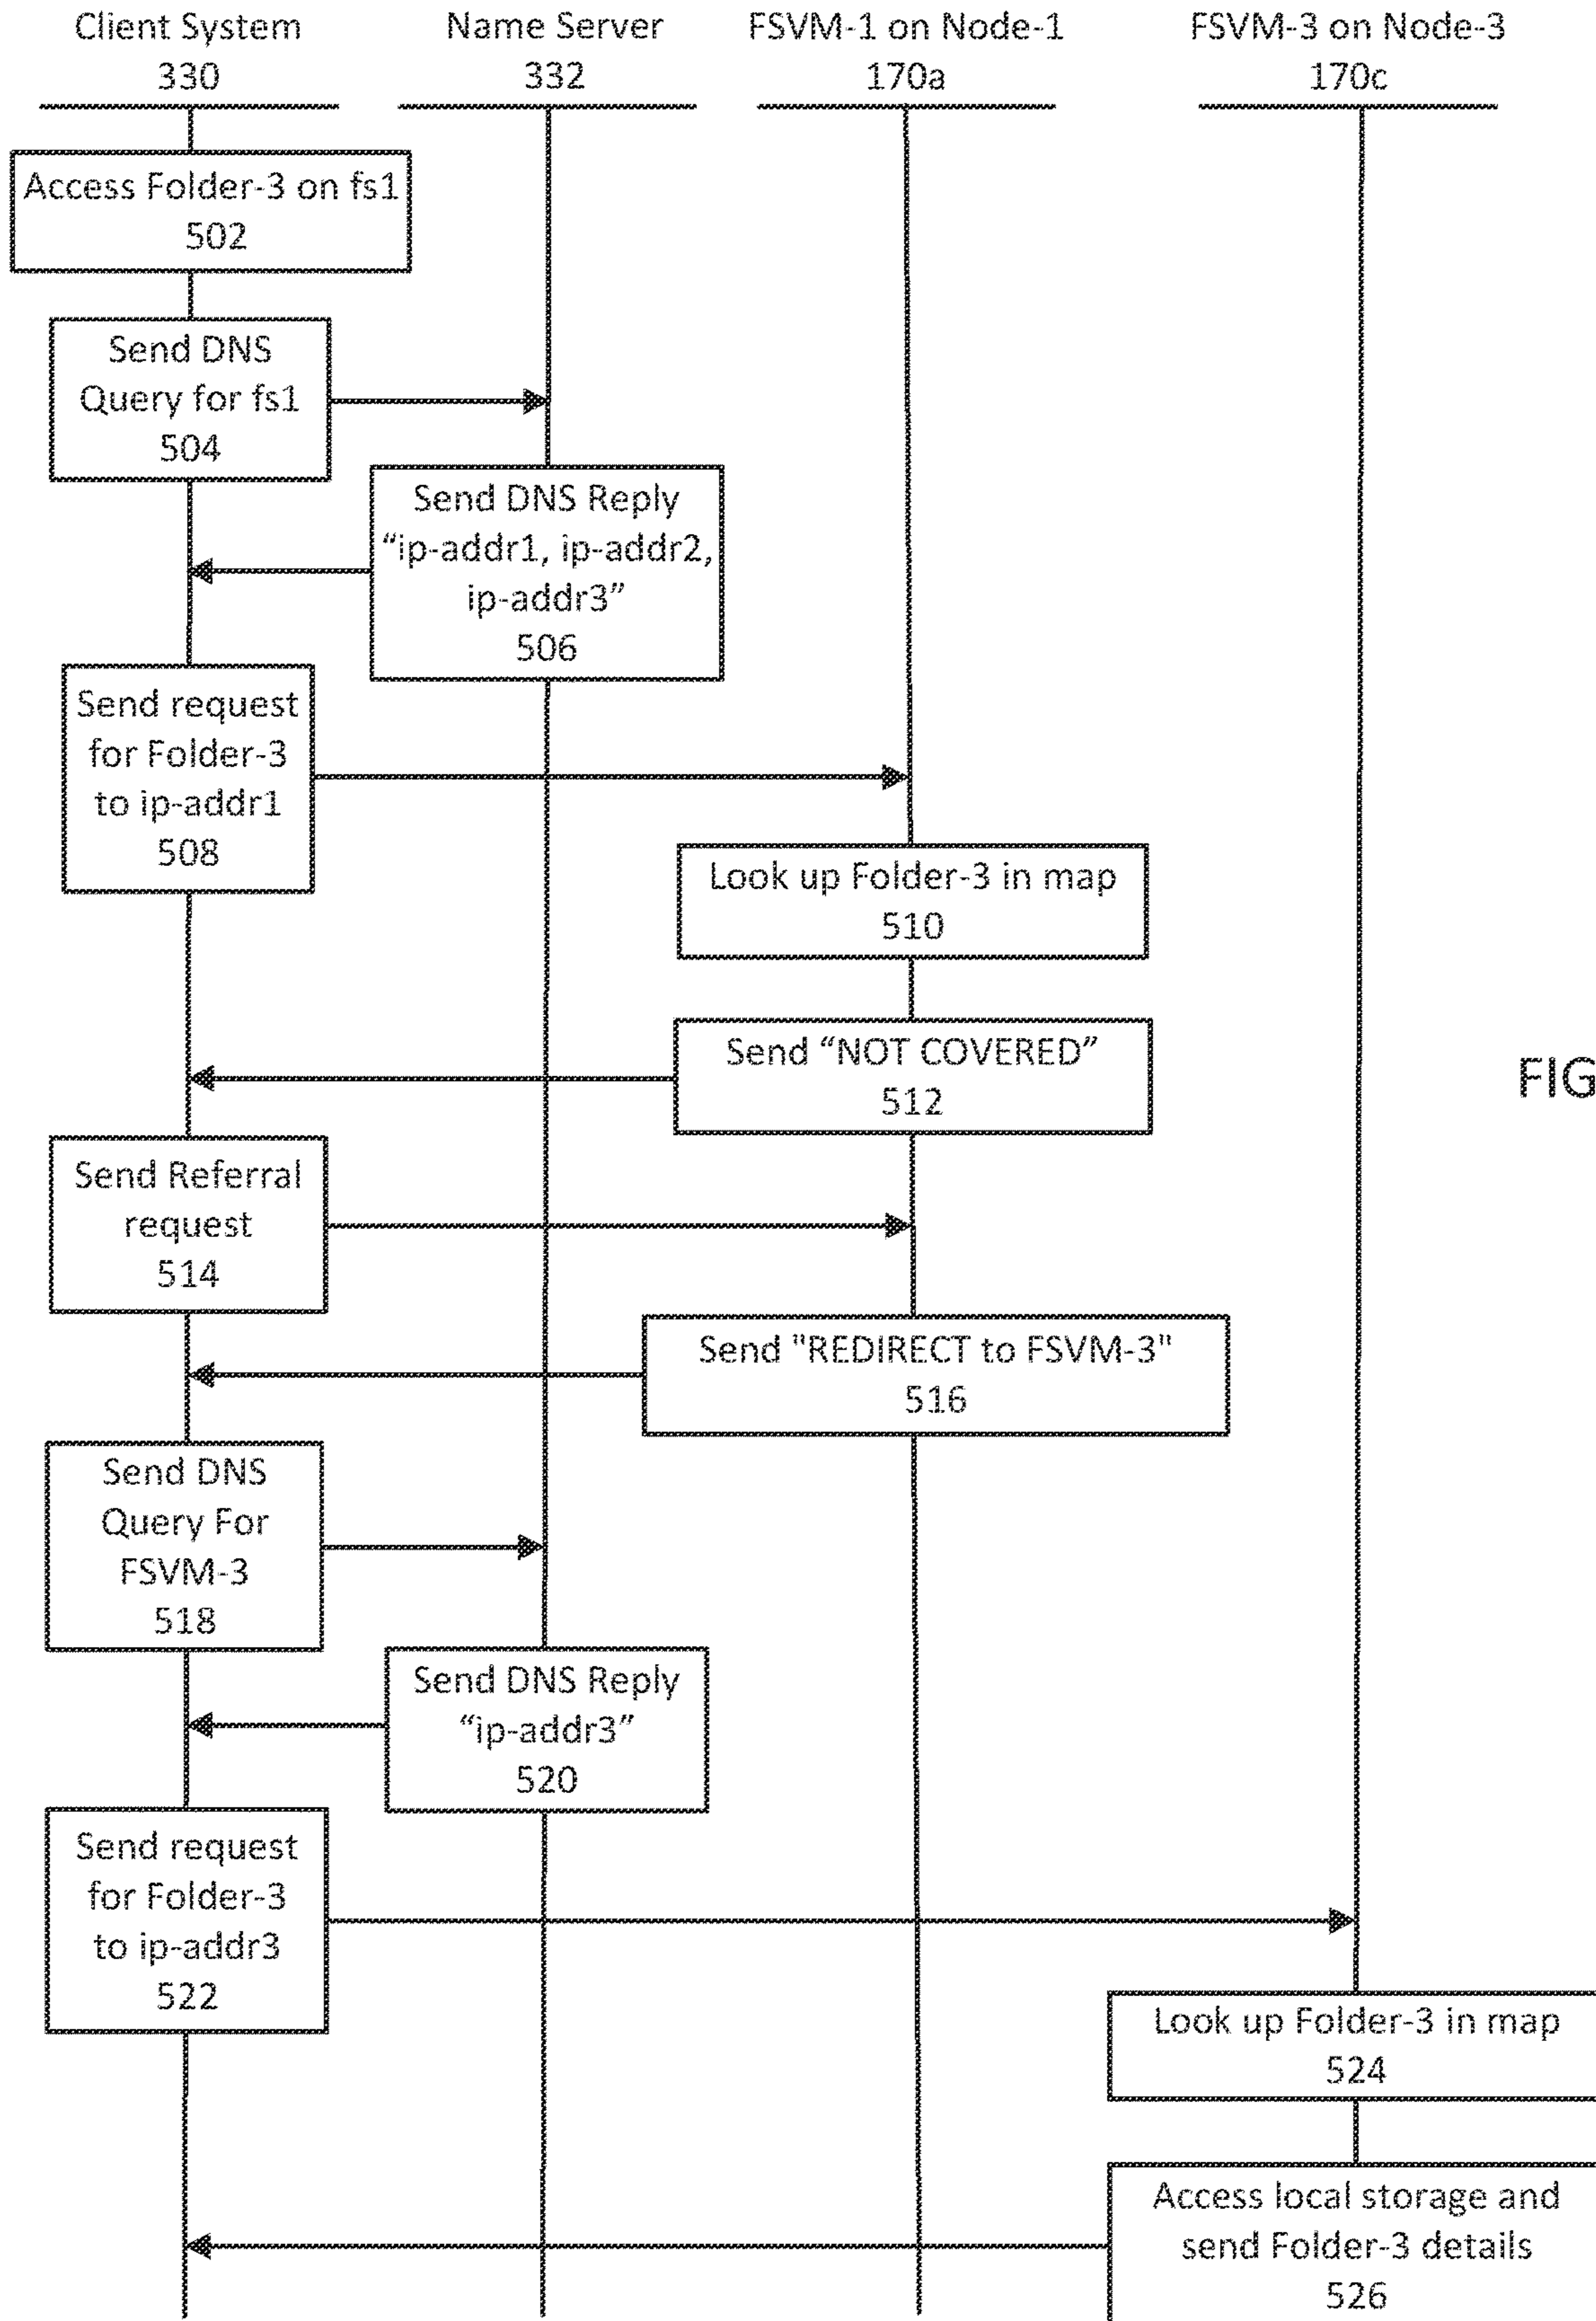 Client System
330
Name Server
332
FSVM-1 on Node-1
170a
FSVM-3 on Node-3
170c
Access Folder-3 on fs1
502
Send DNS
Query for fs1
504
Send DNS Reply
“ip-addr1, ip-addr2,
ip-addr3”
506
Send request
for Folder-3
to ip-addr1
508
Look up Folder-3 in map
510
Send “NOT COVERED”
512
FIG
Send Referral
request
514
Send "REDIRECT to FSVM-3"
516
Send DNS
Query For
FSVM-3
518
Send DNS Reply
“ip-addr3”
520
Send request
for Folder-3
to ip-addr3
522
Look up Folder-3 in map
524
Access local storage and
send Folder-3 details
526